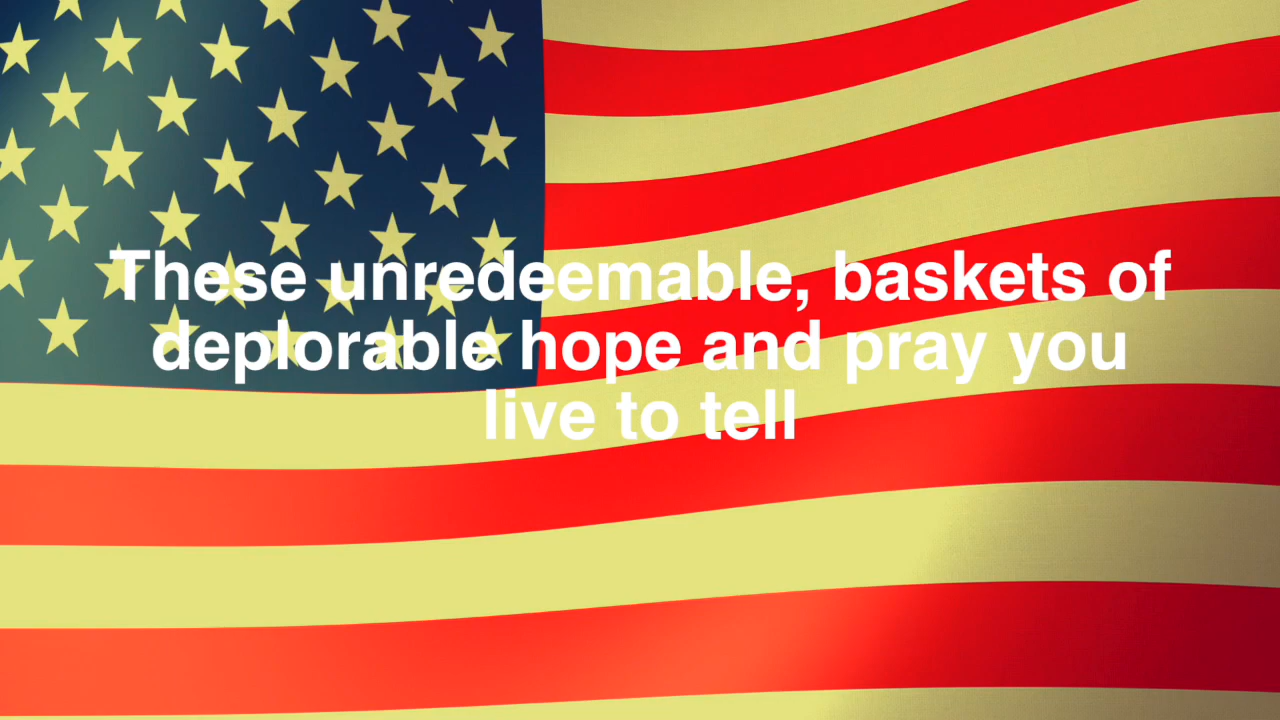 These unredeemable, baskets of
deplorable hope and pray you
live to tell